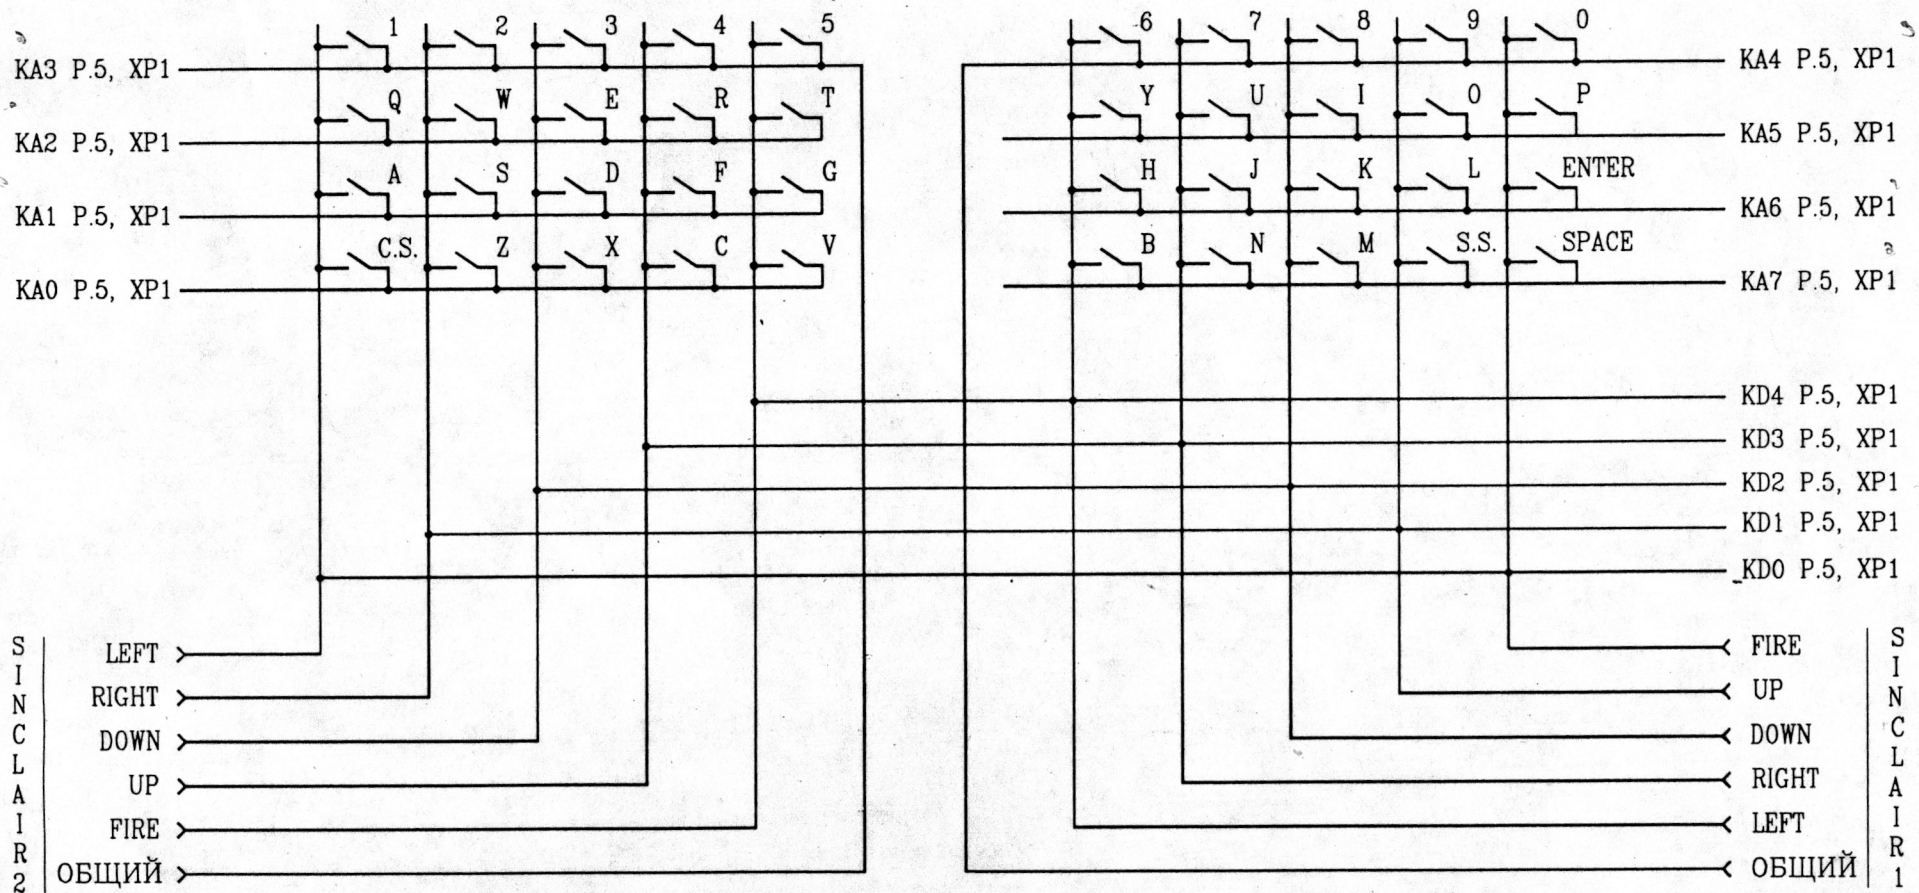 1 2 3 4 5 6 7 8 9 0
KA3 P.5, XP1 KA4 P.5, XP1
Q W E R T Y U I O P
KA2 P.5, XP1 KA5 P.5, XP1
A S D F G H J K L ENTER
KA1 P.5, XP1 KA6 P.5, XP1
C.S. Z X C V B N M S.S. SPACE
KA0 P.5, XP1 KA7 P.5, XP1
KD4 P.5, XP1
KD3 P.5, XP1
KD2 P.5, XP1
KD1 P.5, XP1
KD0 P.5, XP1
SINCLAIR2
LEFT
RIGHT
DOWN
UP
FIRE
ОБЩИЙ
FIRE
UP
DOWN
RIGHT
LEFT
ОБЩИЙ
SINCLAIR1